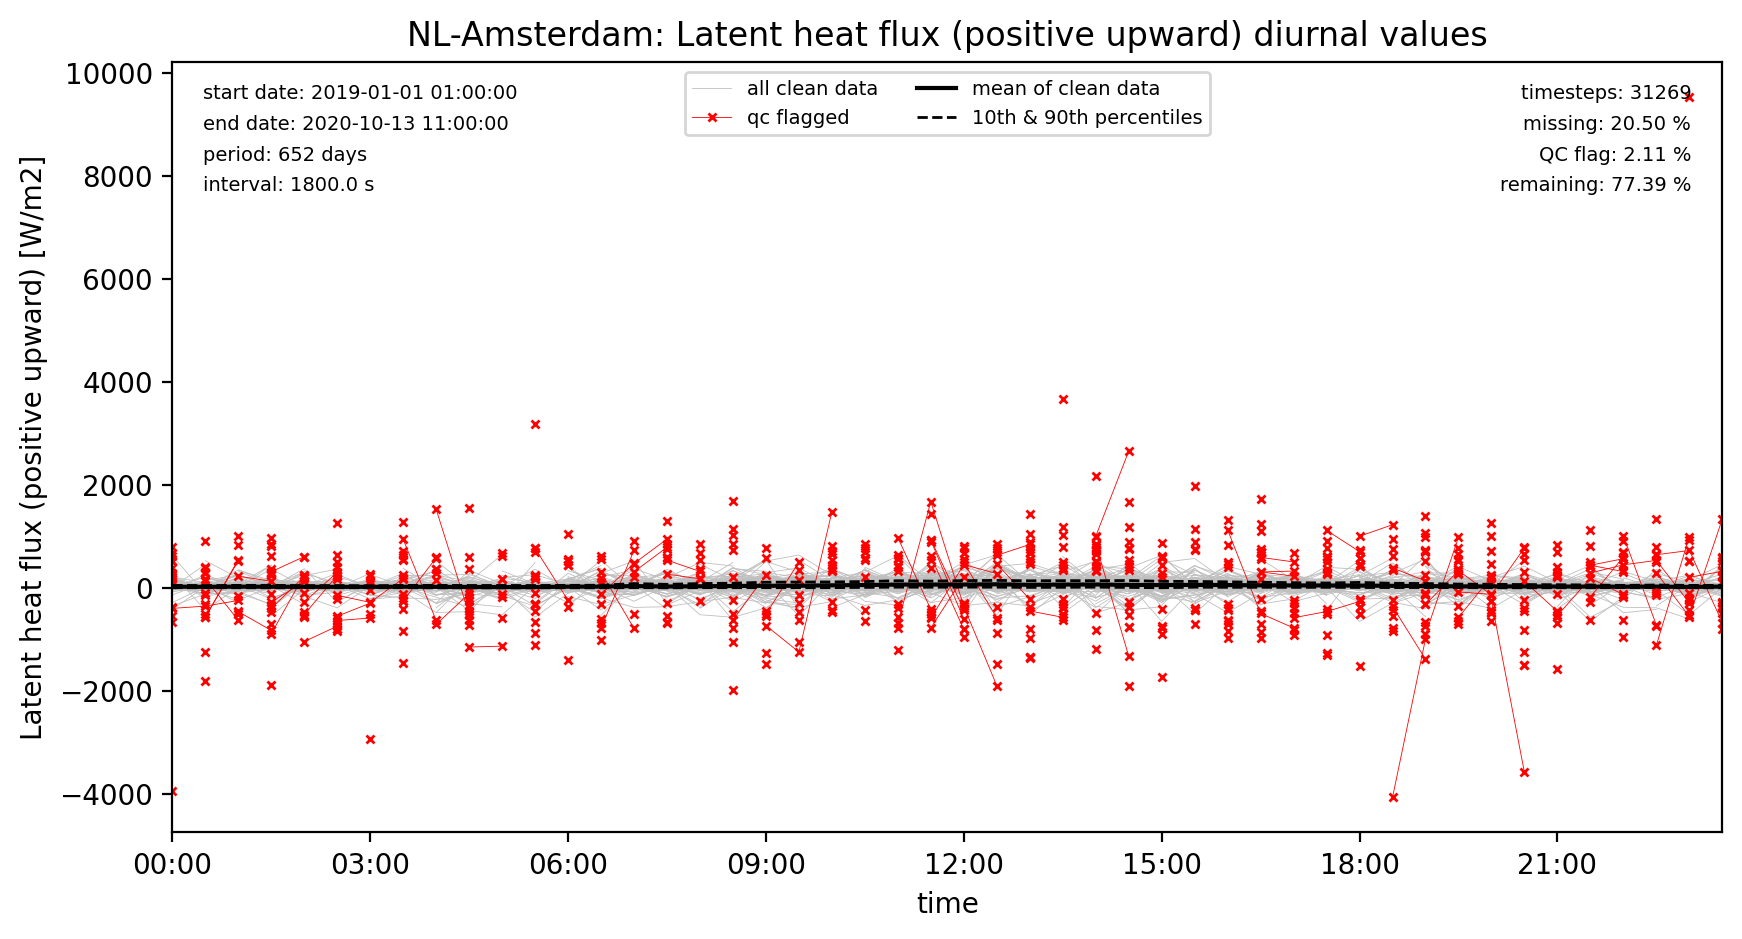 NL-Amsterdam: Latent heat flux (positive upward) diurnal values
start date: 2019-01-01 01:00:00
end date: 2020-10-13 11:00:00
period: 652 days
interval: 1800.0 s
all clean data
qc flagged
mean of clean data
10th & 90th percentiles
timesteps: 31269
missing: 20.50 %
QC flag: 2.11 %
remaining: 77.39 %
Latent heat flux (positive upward) [W/m2]
10000
8000
6000
4000
2000
0
−2000
−4000
00:00 03:00 06:00 09:00 12:00 15:00 18:00 21:00
time